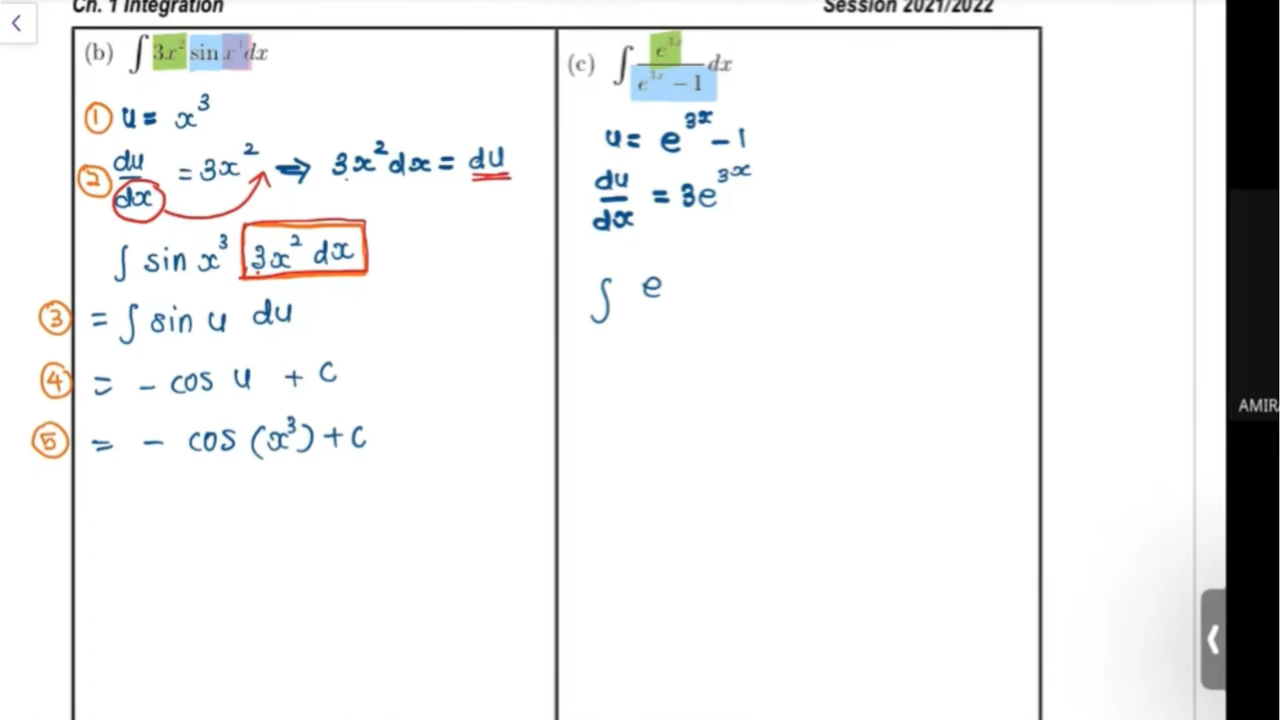 Ch. 1 Integration
Session 2021/2022
(b) ∫ 3x² sin x³ dx
① u = x³
② du/dx = 3x² ⇒ 3x² dx = du
∫ sin x³ 3x² dx
③ = ∫ sin u du
④ = - cos u + c
⑤ = - cos (x³) + c
(c) ∫ e³ˣ/(e³ˣ − 1) dx
u = e³ˣ - 1
du/dx = 3e³ˣ
∫ e
AMIR